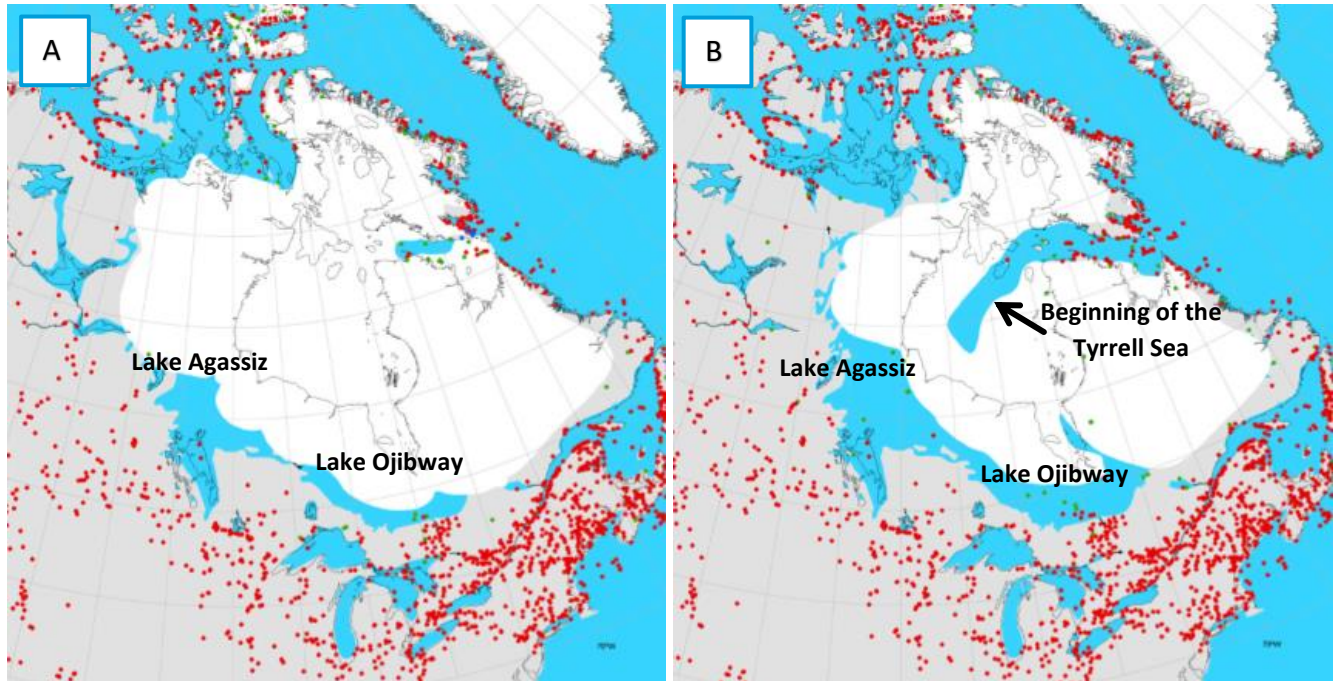 A
Lake Agassiz
Lake Ojibway
B
Beginning of the
Tyrrell Sea
Lake Agassiz
Lake Ojibway